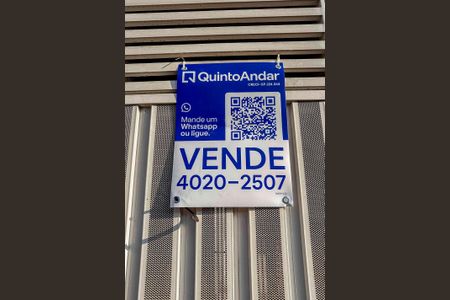 QuintoAndar
Mande um
Whatsapp
ou ligue.
VENDE
4020-2507